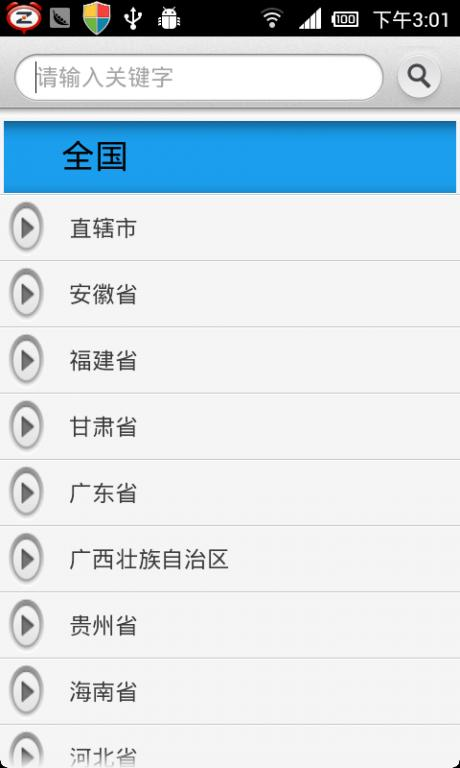 100 下午3:01
请输入关键字
全国
直辖市
安徽省
福建省
甘肃省
广东省
广西壮族自治区
贵州省
海南省
河北省